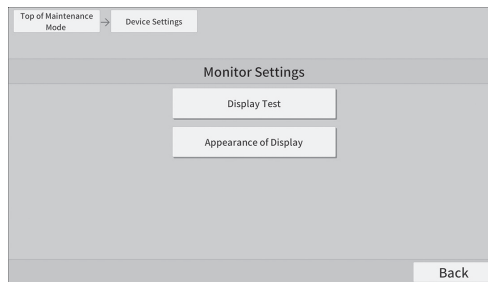 Top of Maintenance
Mode
→
Device Settings
Monitor Settings
Display Test
Appearance of Display
Back